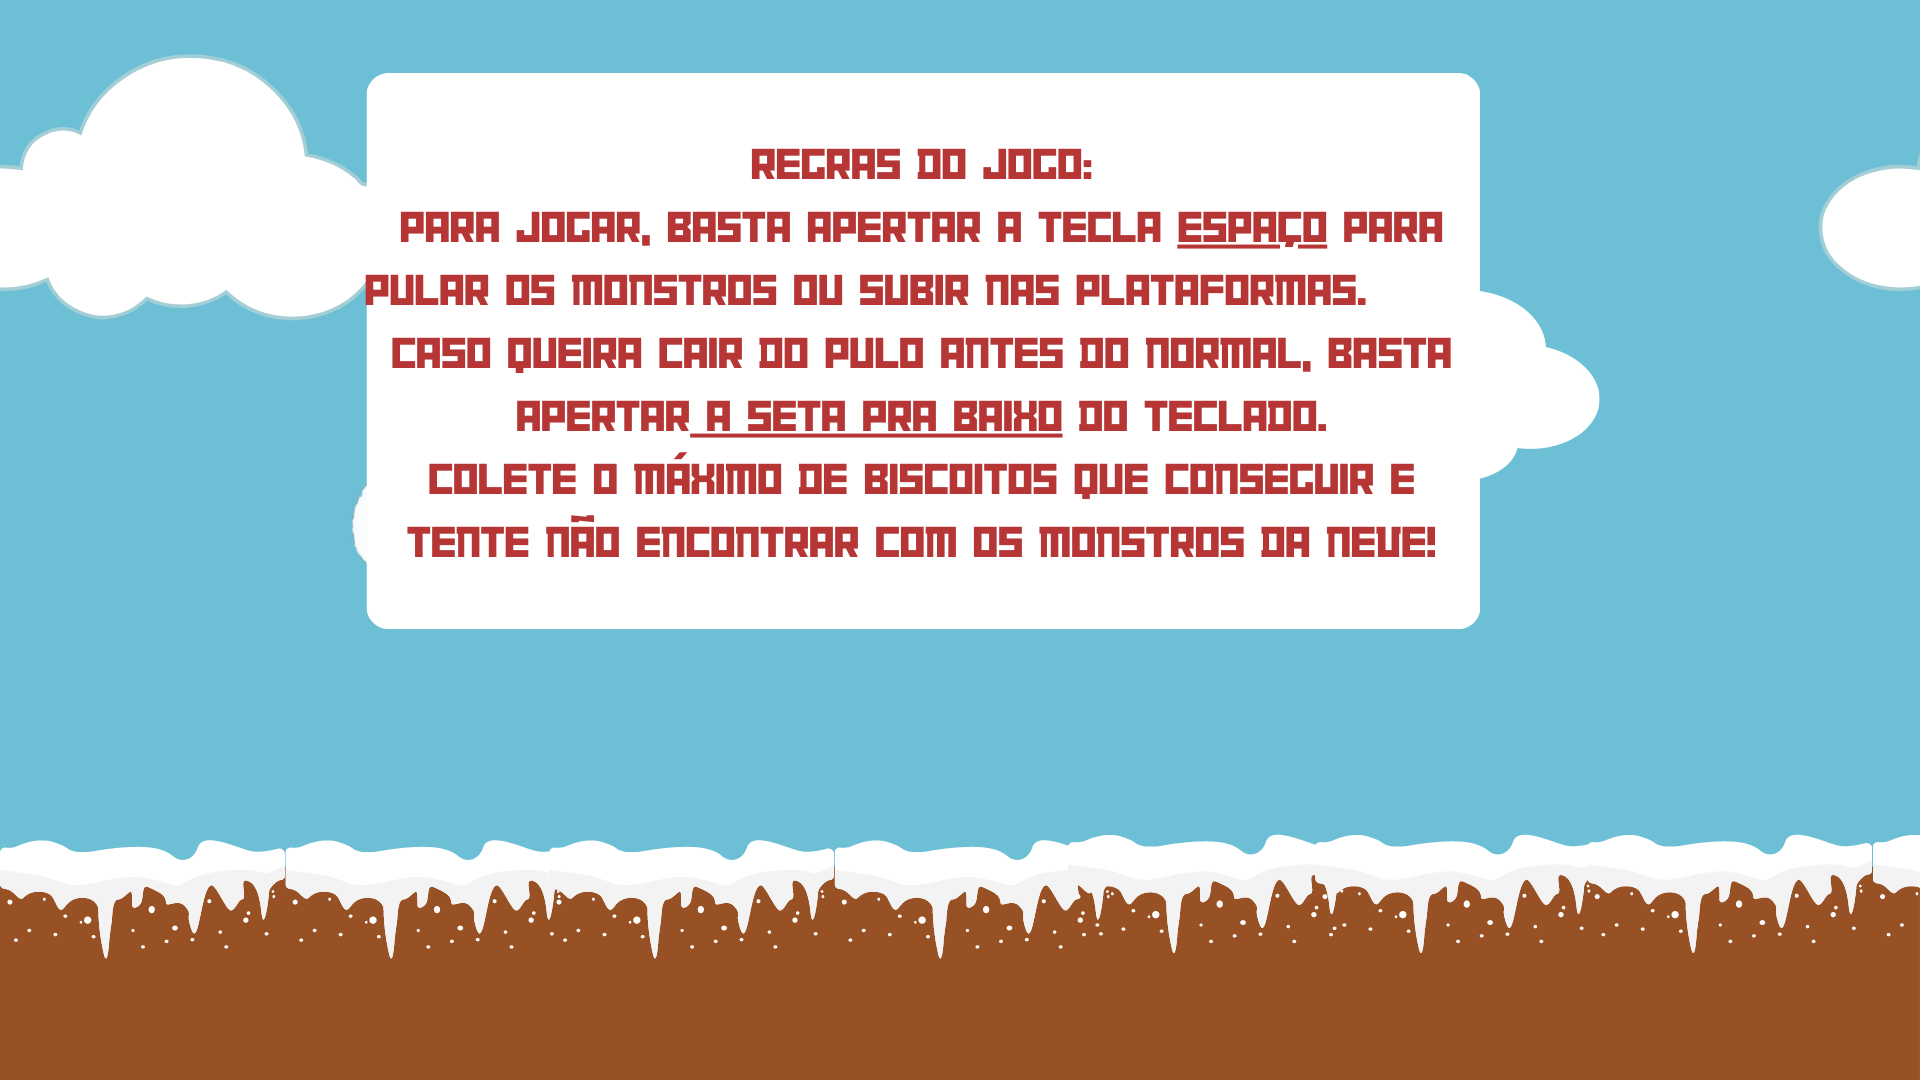 REGRAS DO JOGO:
PARA JOGAR, BASTA APERTAR A TECLA ESPAÇO PARA
PULAR OS MONSTROS OU SUBIR NAS PLATAFORMAS.
CASO QUEIRA CAIR DO PULO ANTES DO NORMAL, BASTA
APERTAR A SETA PRA BAIXO DO TECLADO.
COLETE O MÁXIMO DE BISCOITOS QUE CONSEGUIR E
TENTE NÃO ENCONTRAR COM OS MONSTROS DA NEVE!